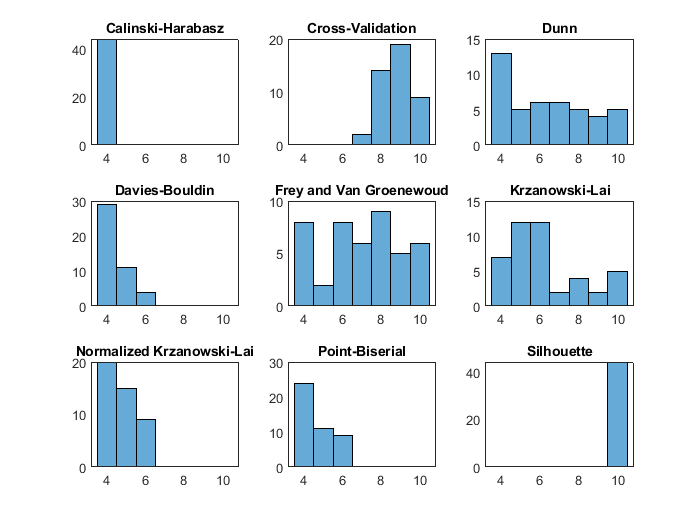 Calinski-Harabasz
40
20
0
4 6 8 10
Cross-Validation
20
10
0
4 6 8 10
Dunn
15
10
5
0
4 6 8 10
Davies-Bouldin
30
20
10
0
4 6 8 10
Frey and Van Groenewoud
10
5
0
4 6 8 10
Krzanowski-Lai
15
10
5
0
4 6 8 10
Normalized Krzanowski-Lai
20
10
0
4 6 8 10
Point-Biserial
30
20
10
0
4 6 8 10
Silhouette
40
20
0
4 6 8 10